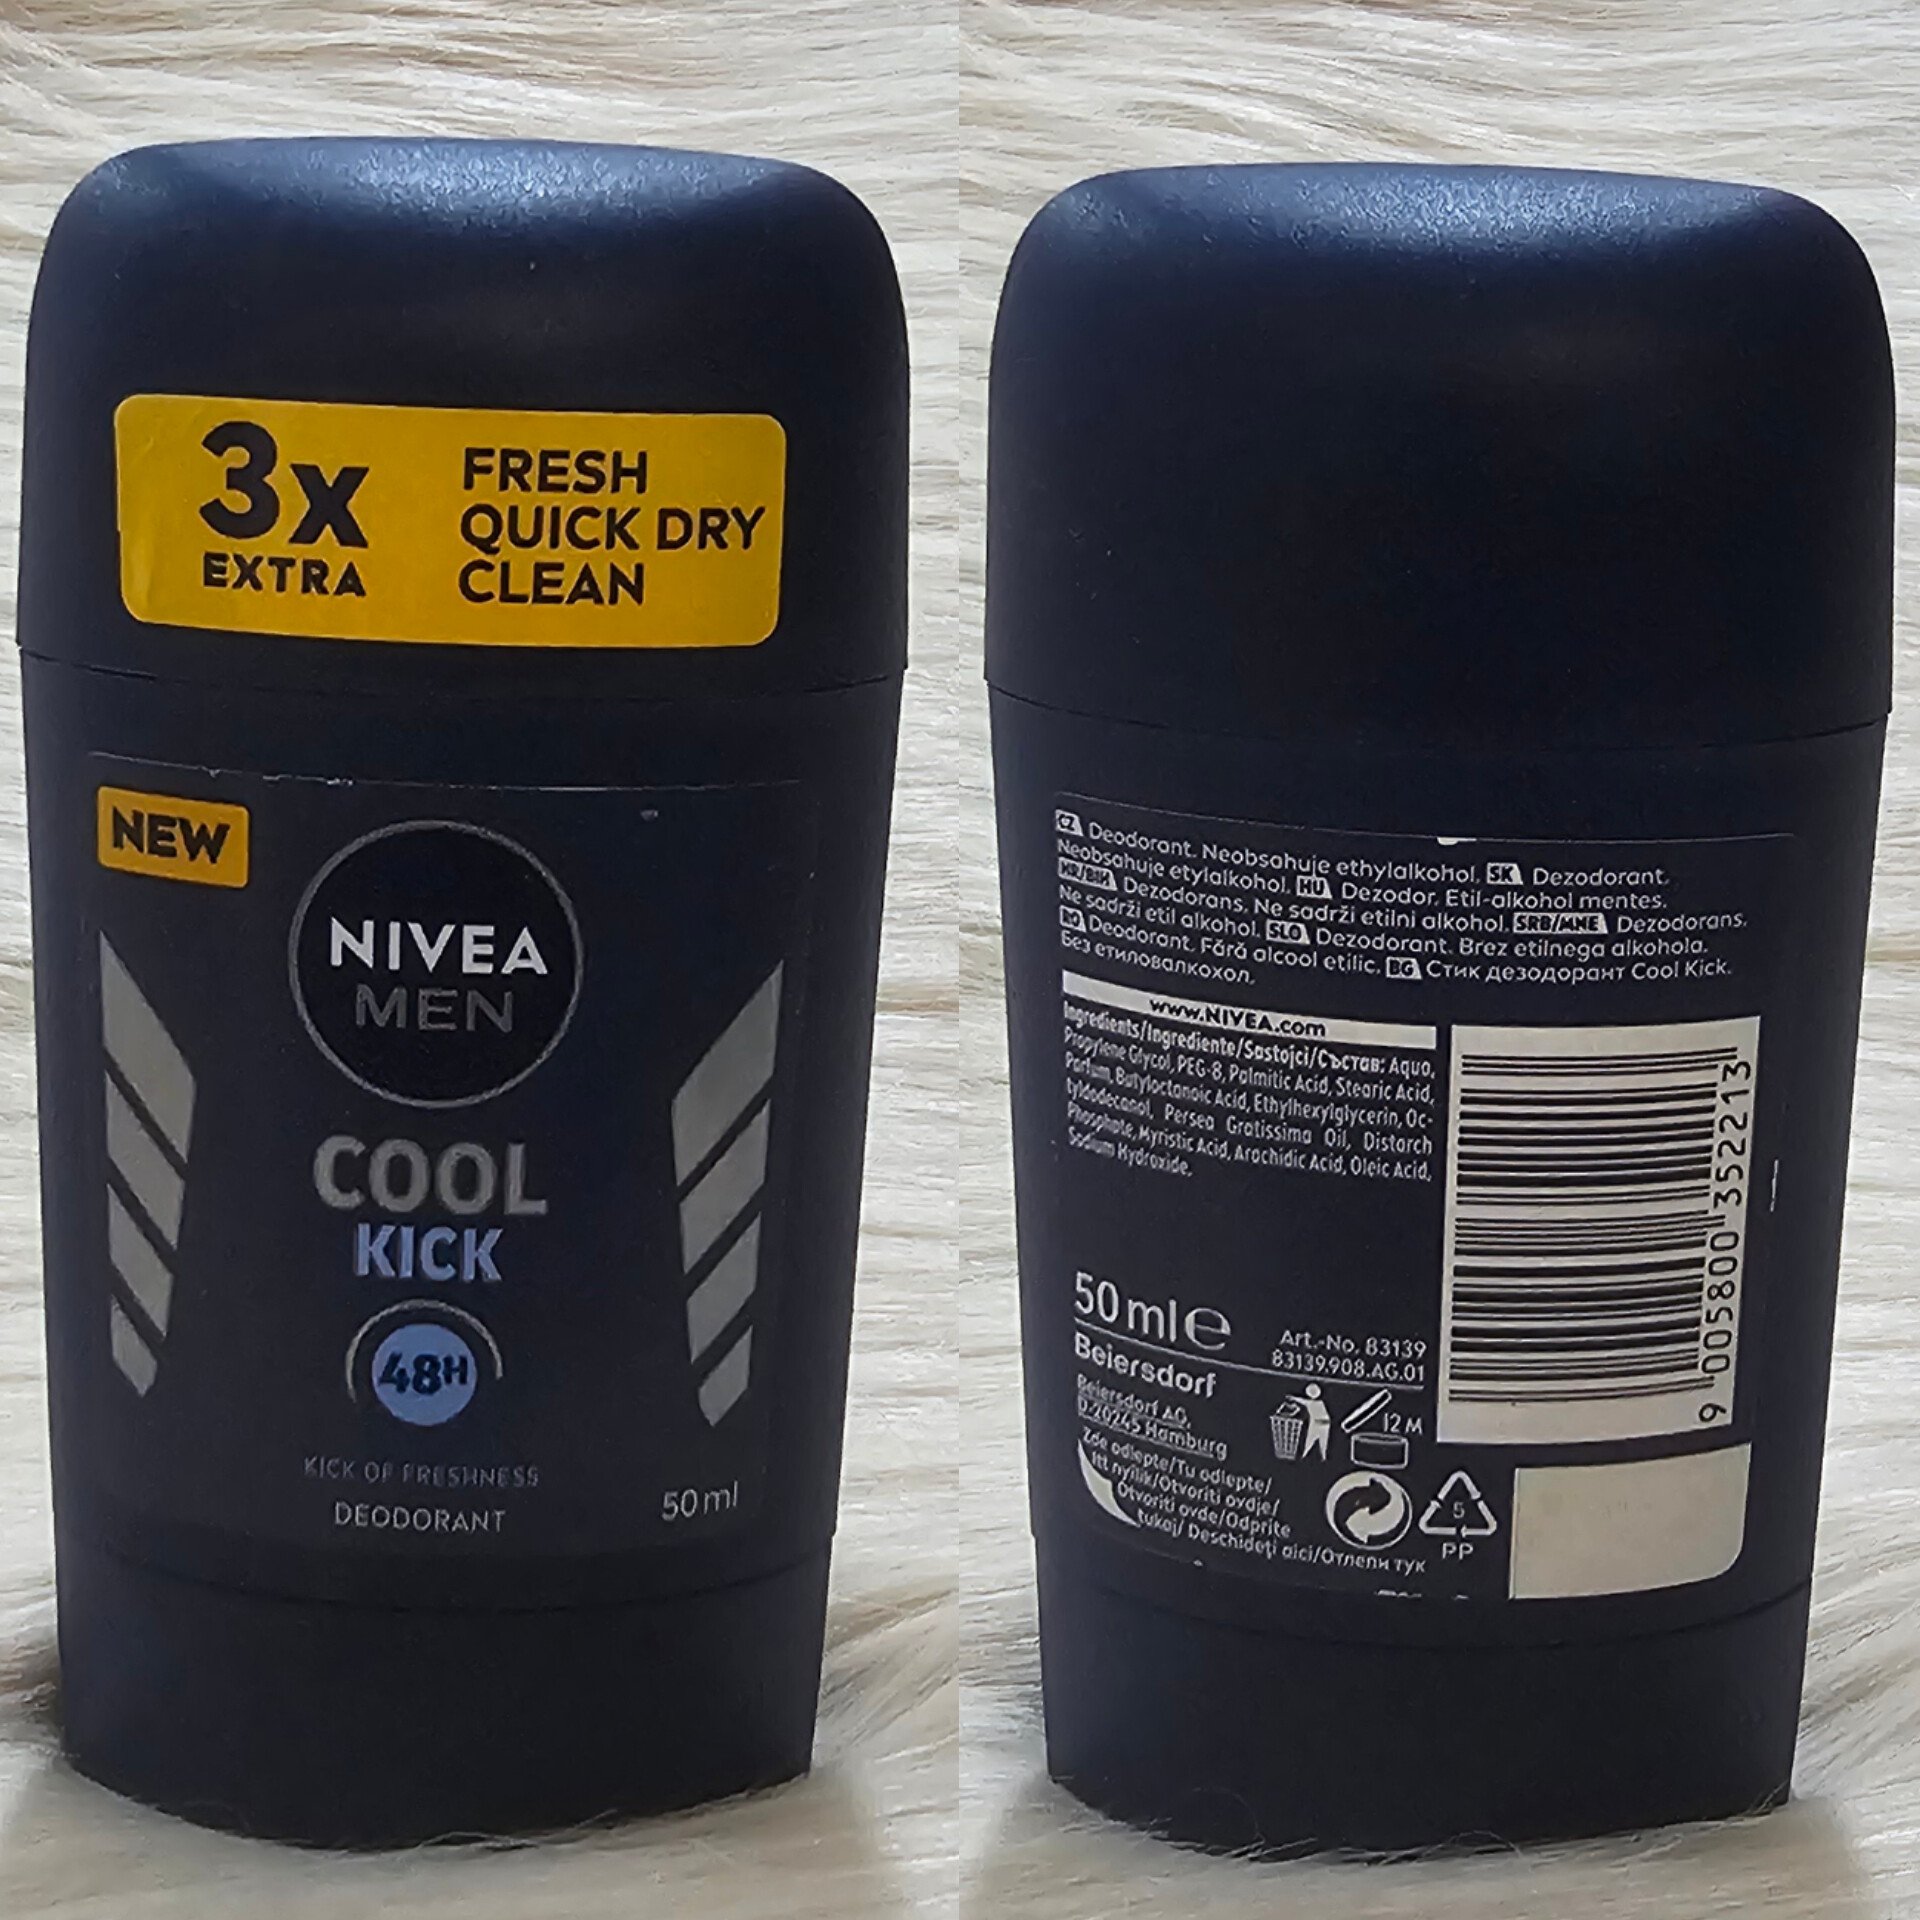 3x
EXTRA
FRESH
QUICK DRY
CLEAN
NEW
NIVEA
MEN
COOL
KICK
48H
KICK OF FRESHNESS
DEODORANT
50 ml
CZ Deodorant. Neobsahuje ethylalkohol. SK Dezodorant.
Neobsahuje etylalkohol. HU Dezodor. Etil-alkohol mentes.
HR/BIH Dezodorans. Ne sadrži etilni alkohol. SRB/MNE Dezodorans.
Ne sadrži etil alkohol. SLO Dezodorant. Brez etilnega alkohola.
RO Deodorant. Fără alcool etilic. BG Стик дезодорант Cool Kick.
Без етиловалкохол.
www.NIVEA.com
Ingredients/Ingrediente/Sastojci/Състав: Aqua,
Propylene Glycol, PEG-8, Palmitic Acid, Stearic Acid,
Parfum, Butyloctanoic Acid, Ethylhexylglycerin, Oc-
tyldodecanol, Persea Gratissima Oil, Distarch
Phosphate, Myristic Acid, Arachidic Acid, Oleic Acid,
Sodium Hydroxide.
9 005800 352213
50 ml e
Art.-No. 83139
83139.908.AG.01
Beiersdorf
Beiersdorf AG,
D-20245 Hamburg
12 M
Zde odlepte/Tu odlepte/
Itt nyílik/Otvoriti ovdje/
Otvoriti ovde/Odprite
tukaj/ Deschideți aici/Отлепи тук
5
PP